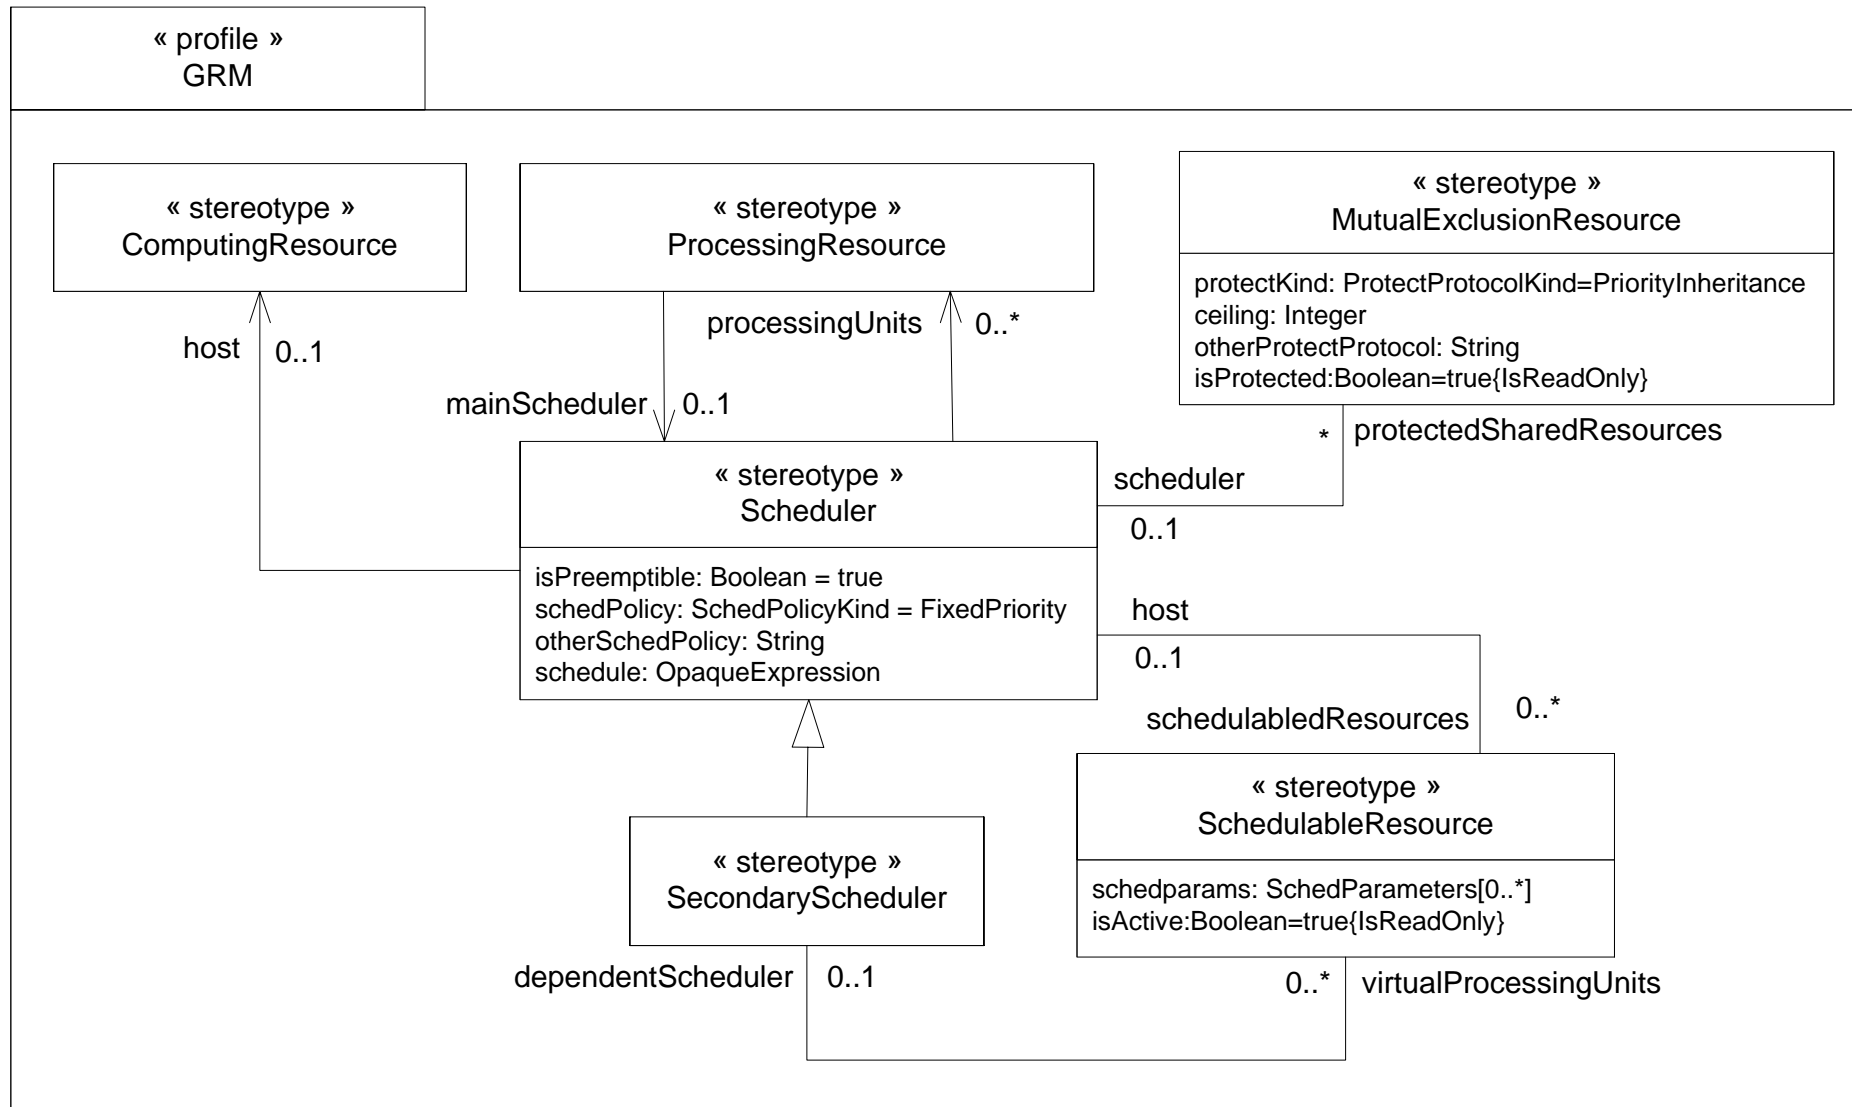 « profile »
GRM
« stereotype »
ComputingResource
« stereotype »
ProcessingResource
« stereotype »
MutualExclusionResource
protectKind: ProtectProtocolKind=PriorityInheritance
ceiling: Integer
otherProtectProtocol: String
isProtected:Boolean=true{IsReadOnly}
host
0..1
processingUnits
0..*
mainScheduler
0..1
*
protectedSharedResources
« stereotype »
Scheduler
isPreemptible: Boolean = true
schedPolicy: SchedPolicyKind = FixedPriority
otherSchedPolicy: String
schedule: OpaqueExpression
scheduler
0..1
host
0..1
schedulabledResources
0..*
« stereotype »
SchedulableResource
schedparams: SchedParameters[0..*]
isActive:Boolean=true{IsReadOnly}
« stereotype »
SecondaryScheduler
dependentScheduler
0..1
0..*
virtualProcessingUnits